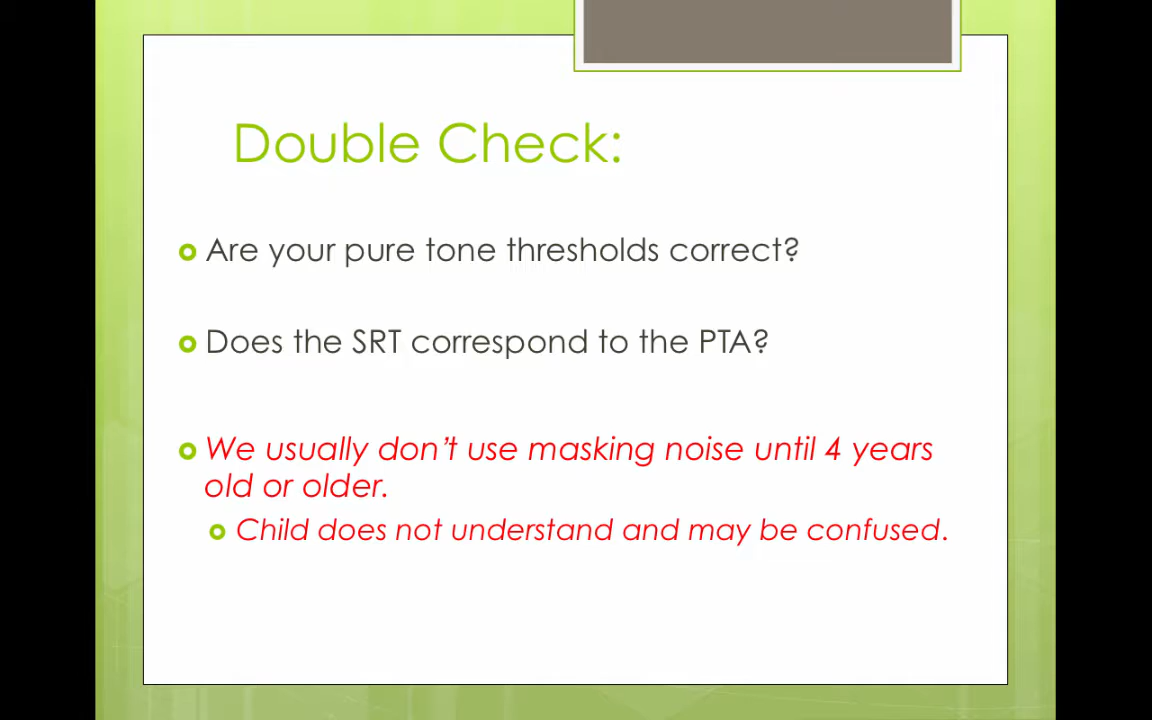 Double Check:
Are your pure tone thresholds correct?
Does the SRT correspond to the PTA?
We usually don't use masking noise until 4 years
old or older.
Child does not understand and may be confused.